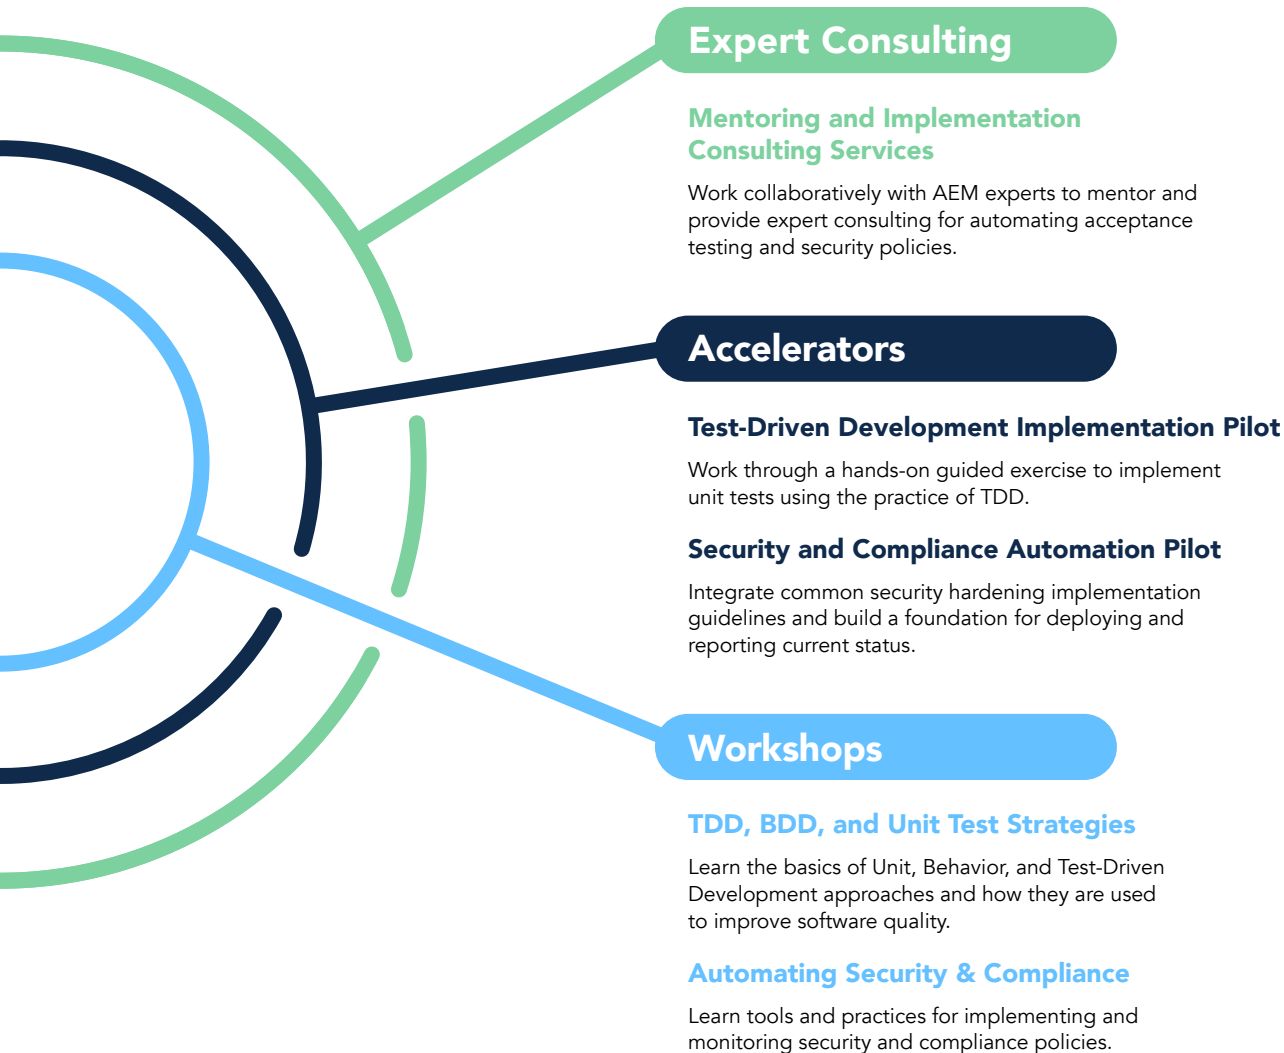 Expert Consulting
Mentoring and Implementation
Consulting Services
Work collaboratively with AEM experts to mentor and
provide expert consulting for automating acceptance
testing and security policies.
Accelerators
Test-Driven Development Implementation Pilot
Work through a hands-on guided exercise to implement
unit tests using the practice of TDD.
Security and Compliance Automation Pilot
Integrate common security hardening implementation
guidelines and build a foundation for deploying and
reporting current status.
Workshops
TDD, BDD, and Unit Test Strategies
Learn the basics of Unit, Behavior, and Test-Driven
Development approaches and how they are used
to improve software quality.
Automating Security & Compliance
Learn tools and practices for implementing and
monitoring security and compliance policies.